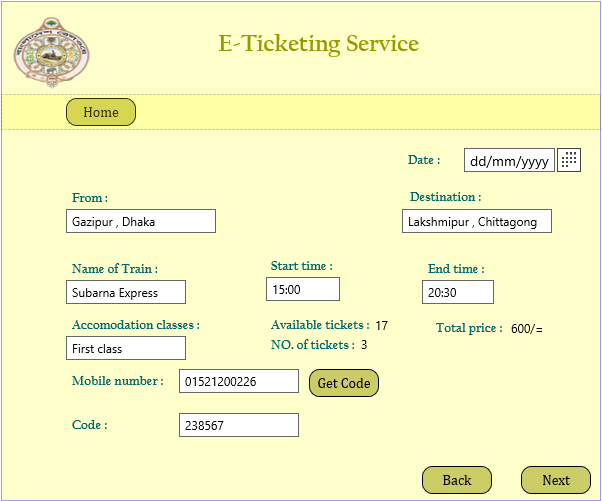 E-Ticketing Service
Home
Date : dd/mm/yyyy
From : Destination :
Gazipur , Dhaka Lakshmipur , Chittagong
Name of Train : Start time : End time :
Subarna Express 15:00 20:30
Accomodation classes : Available tickets : 17 Total price : 600/=
First class NO. of tickets : 3
Mobile number : 01521200226 Get Code
Code : 238567
Back Next